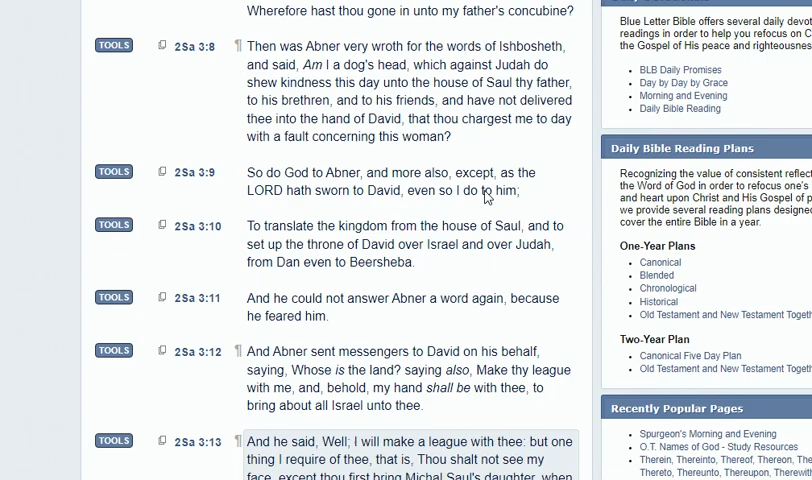 Wherefore hast thou gone in unto my father's concubine?
TOOLS 2Sa 3:8 ¶ Then was Abner very wroth for the words of Ishbosheth,
and said, Am I a dog's head, which against Judah do
shew kindness this day unto the house of Saul thy father,
to his brethren, and to his friends, and have not delivered
thee into the hand of David, that thou chargest me to day
with a fault concerning this woman?
TOOLS 2Sa 3:9 So do God to Abner, and more also, except, as the
LORD hath sworn to David, even so I do to him;
TOOLS 2Sa 3:10 To translate the kingdom from the house of Saul, and to
set up the throne of David over Israel and over Judah,
from Dan even to Beersheba.
TOOLS 2Sa 3:11 And he could not answer Abner a word again, because
he feared him.
TOOLS 2Sa 3:12 ¶ And Abner sent messengers to David on his behalf,
saying, Whose is the land? saying also, Make thy league
with me, and, behold, my hand shall be with thee, to
bring about all Israel unto thee.
TOOLS 2Sa 3:13 ¶ And he said, Well; I will make a league with thee: but one
thing I require of thee, that is, Thou shalt not see my
face, except thou first bring Michal Saul's daughter, when
Blue Letter Bible offers several daily devot
readings in order to help you refocus on C
the Gospel of His peace and righteousnes
BLB Daily Promises
Day by Day by Grace
Morning and Evening
Daily Bible Reading
Daily Bible Reading Plans
Recognizing the value of consistent reflect
the Word of God in order to refocus one's
and heart upon Christ and His Gospel of p
we provide several reading plans designed
cover the entire Bible in a year.
One-Year Plans
Canonical
Blended
Chronological
Historical
Old Testament and New Testament Togeth
Two-Year Plan
Canonical Five Day Plan
Old Testament and New Testament Togeth
Recently Popular Pages
Spurgeon's Morning and Evening
O.T. Names of God - Study Resources
Therein, Thereinto, Thereof, Thereon, The
Thereto, Thereunto, Thereupon, Therewit